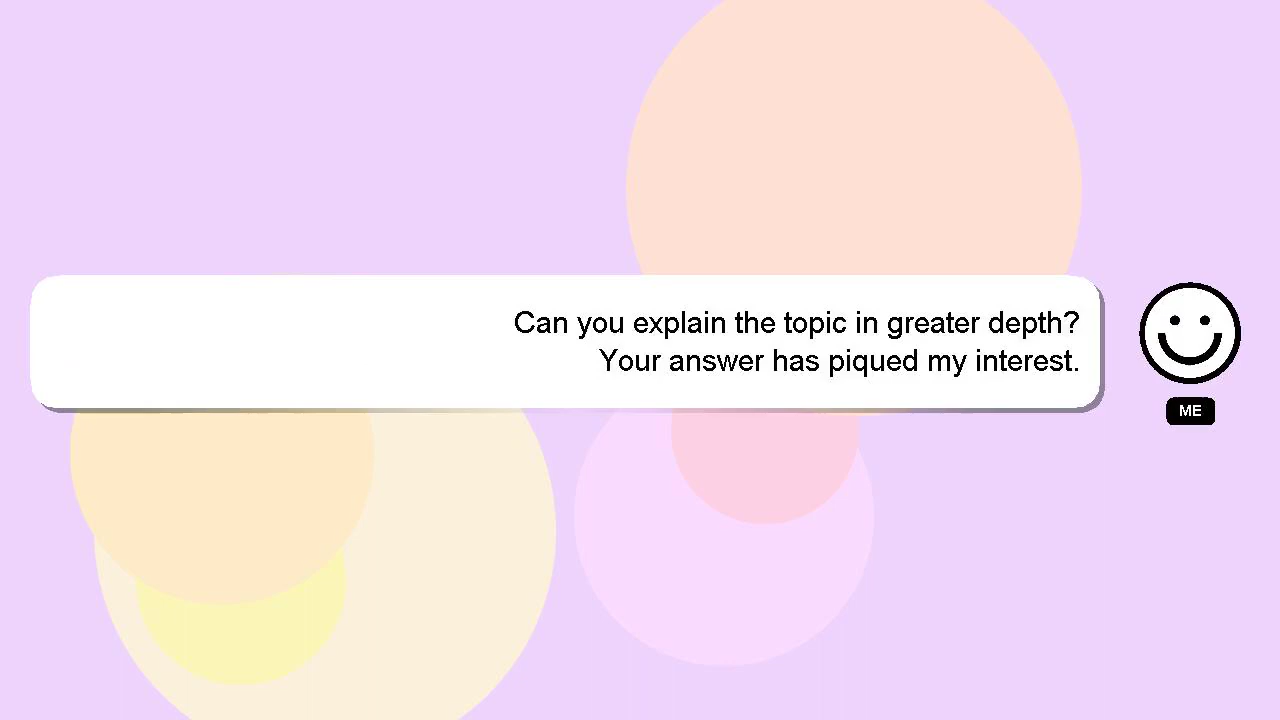 Can you explain the topic in greater depth?
Your answer has piqued my interest.
ME